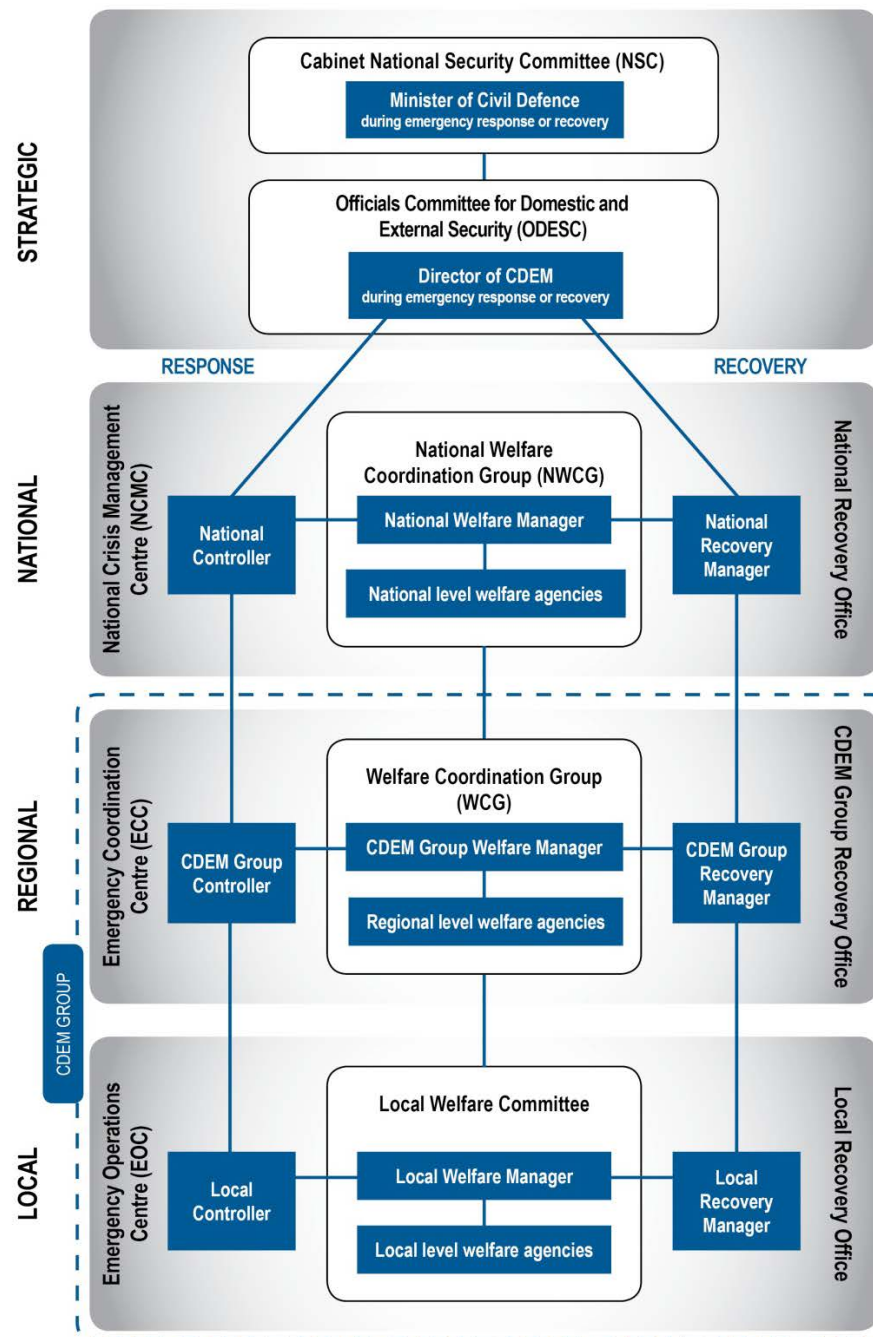 STRATEGIC
Cabinet National Security Committee (NSC)
Minister of Civil Defence
during emergency response or recovery
Officials Committee for Domestic and
External Security (ODESC)
Director of CDEM
during emergency response or recovery
RESPONSE
RECOVERY
NATIONAL
National Crisis Management
Centre (NCMC)
National Welfare
Coordination Group (NWCG)
National
Controller
National Welfare Manager
National level welfare agencies
National
Recovery
Manager
National Recovery Office
REGIONAL
Emergency Coordination
Centre (ECC)
Welfare Coordination Group
(WCG)
CDEM Group
Controller
CDEM Group Welfare Manager
Regional level welfare agencies
CDEM Group
Recovery
Manager
CDEM Group Recovery Office
CDEM GROUP
LOCAL
Emergency Operations
Centre (EOC)
Local Welfare Committee
Local
Controller
Local Welfare Manager
Local level welfare agencies
Local
Recovery
Manager
Local Recovery Office